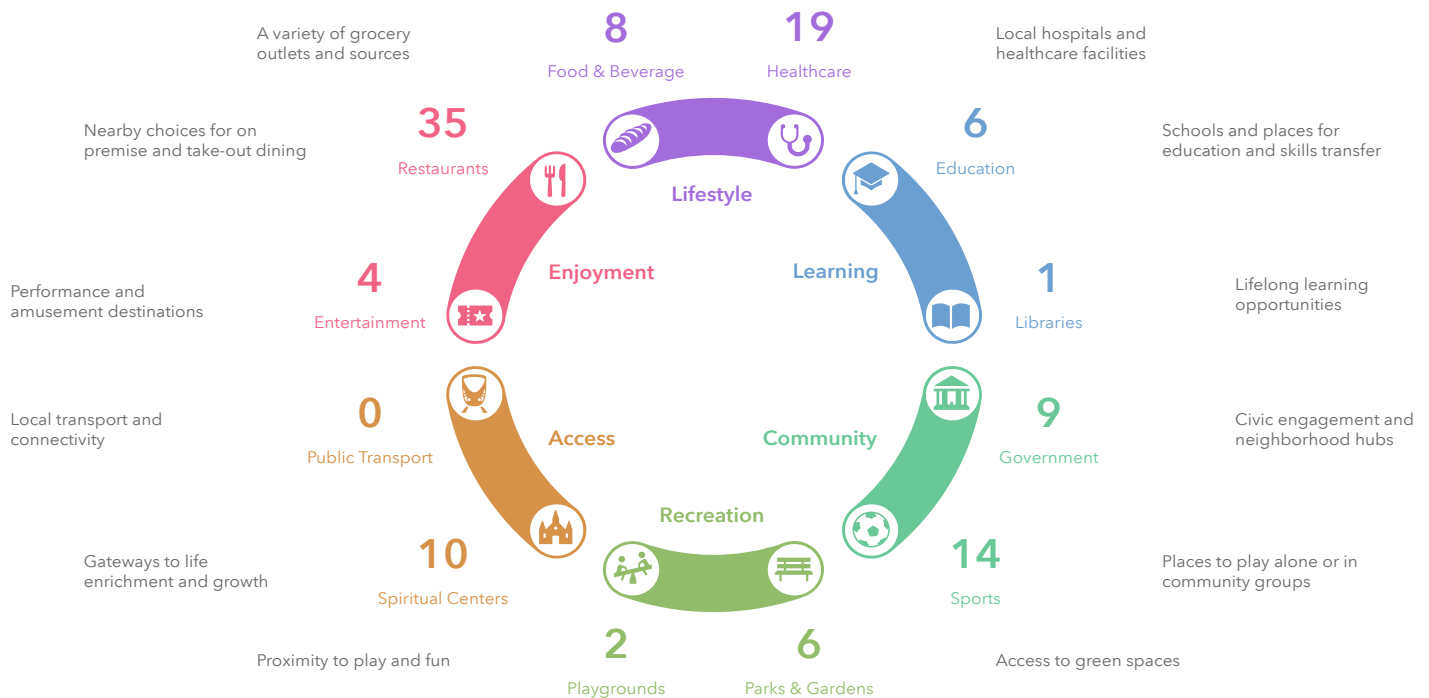 A variety of grocery
outlets and sources
8
Food & Beverage
19
Healthcare
Local hospitals and
healthcare facilities
Nearby choices for on
premise and take-out dining
35
Restaurants
6
Education
Schools and places for
education and skills transfer
Lifestyle
Enjoyment
Learning
Performance and
amusement destinations
4
Entertainment
1
Libraries
Lifelong learning
opportunities
Local transport and
connectivity
0
Public Transport
Access
Community
9
Government
Civic engagement and
neighborhood hubs
Recreation
Gateways to life
enrichment and growth
10
Spiritual Centers
14
Sports
Places to play alone or in
community groups
Proximity to play and fun
2
Playgrounds
6
Parks & Gardens
Access to green spaces